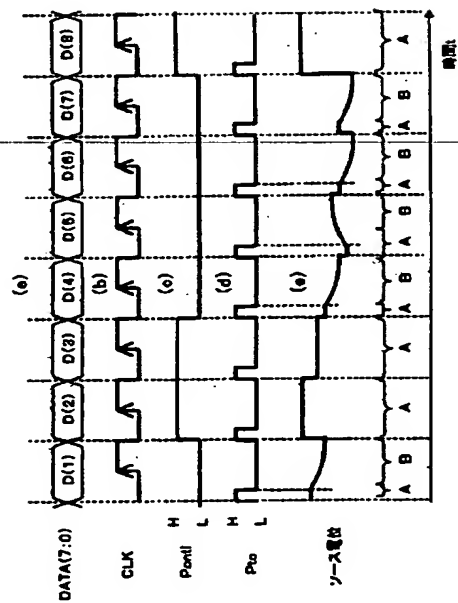 (a)
DATA(7:0) D(1) D(2) D(3) D(4) D(5) D(6) D(7) D(8)
(b)
CLK
(c)
Pcntl H L
(d)
Pto H L
(e)
ソース電位
A B A A A B A B A B A B A
時間t